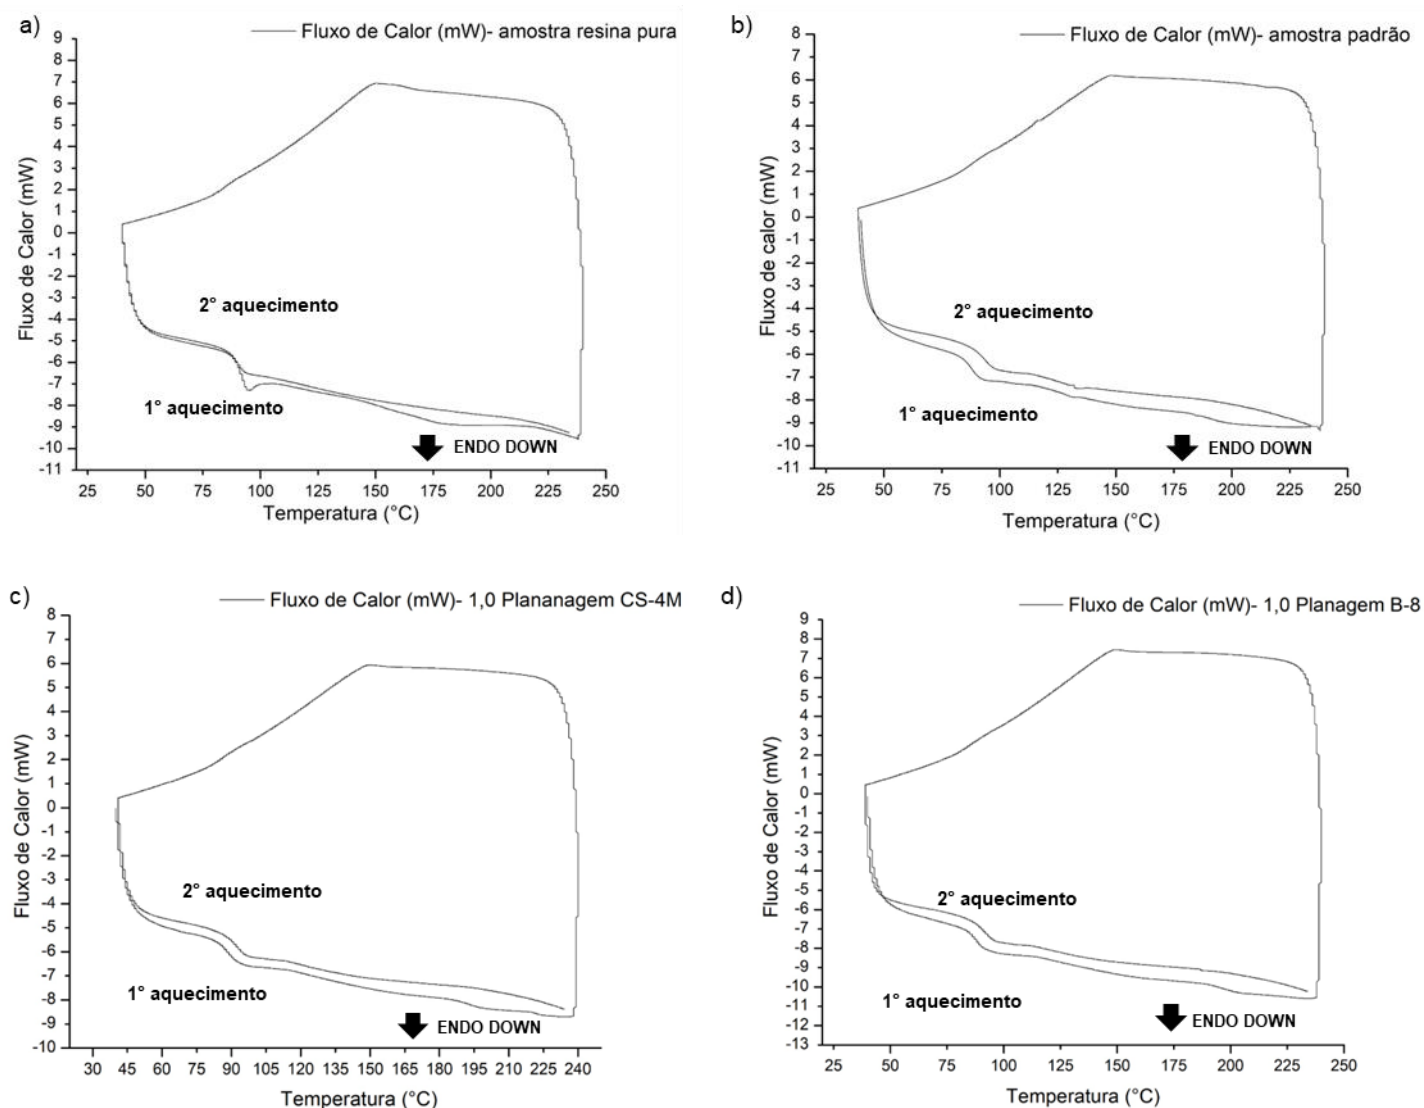 a)
Fluxo de Calor (mW)- amostra resina pura
9
8
7
6
5
4
3
2
1
0
-1
-2
-3
-4
-5
-6
-7
-8
-9
-10
-11
Fluxo de Calor (mW)
2° aquecimento
1° aquecimento
ENDO DOWN
25 50 75 100 125 150 175 200 225 250
Temperatura (°C)
b)
Fluxo de Calor (mW)- amostra padrão
8
7
6
5
4
3
2
1
0
-1
-2
-3
-4
-5
-6
-7
-8
-9
-10
-11
Fluxo de calor (mW)
2° aquecimento
1° aquecimento
ENDO DOWN
25 50 75 100 125 150 175 200 225 250
Temperatura (°C)
c)
Fluxo de Calor (mW)- 1,0 Plananagem CS-4M
8
7
6
5
4
3
2
1
0
-1
-2
-3
-4
-5
-6
-7
-8
-9
-10
Fluxo de Calor (mW)
2° aquecimento
1° aquecimento
ENDO DOWN
30 45 60 75 90 105 120 135 150 165 180 195 210 225 240
Temperatura (°C)
d)
Fluxo de Calor (mW)- 1,0 Planagem B-8
9
8
7
6
5
4
3
2
1
0
-1
-2
-3
-4
-5
-6
-7
-8
-9
-10
-11
-12
-13
Fluxo de Calor (mW)
2° aquecimento
1° aquecimento
ENDO DOWN
25 50 75 100 125 150 175 200 225 250
Temperatura (°C)